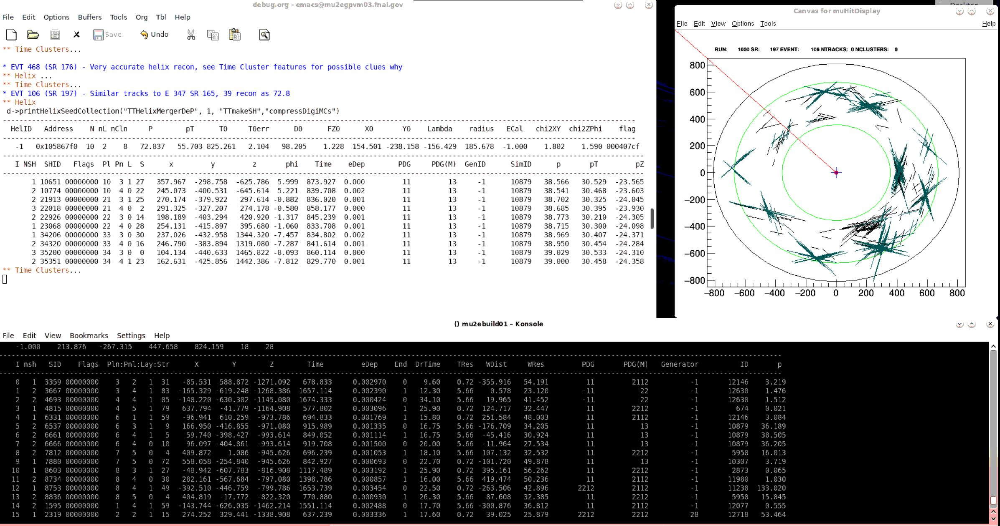 debug.org - emacs@mu2egpvm03.fnal.gov
File Edit Options Buffers Tools Org Tbl Help
Save Undo
** Time Clusters...
* EVT 468 (SR 176) - Very accurate helix recon, see Time Cluster features for possible clues why
** Helix ...
** Time Clusters...
* EVT 106 (SR 197) - Similar tracks to E 347 SR 165, 39 recon as 72.8
** Helix
d->printHelixSeedCollection("TTHelixMergerDeP", 1, "TTmakeSH","compressDigiMCs")
HelID Address N nL nCln P pT T0 T0err D0 FZ0 X0 Y0 Lambda radius ECal chi2XY chi2ZPhi flag
-1 0x105867f0 10 2 8 72.837 55.703 825.261 2.104 98.205 1.228 154.501 -238.158 -156.429 185.678 -1.000 1.802 1.590 000407cf
I NSH SHID Flags Pl Pn L S x y z phi Time eDep PDG PDG(M) GenID SimID p pT pZ
1 10651 00000000 10 3 1 27 357.967 -298.758 -625.786 5.999 873.927 0.000 11 13 -1 10879 38.566 30.529 -23.565
2 10774 00000000 10 4 0 22 245.073 -400.531 -645.614 5.221 839.708 0.002 11 13 -1 10879 38.541 30.468 -23.603
2 21913 00000000 21 3 1 25 270.174 -379.922 297.614 -0.882 836.020 0.001 11 13 -1 10879 38.702 30.325 -24.045
3 22018 00000000 21 4 0 2 291.325 -327.207 274.178 -0.580 858.177 0.000 11 13 -1 10879 38.685 30.395 -23.930
2 22926 00000000 22 3 0 14 198.189 -403.294 420.920 -1.317 845.239 0.001 11 13 -1 10879 38.773 30.210 -24.305
1 23068 00000000 22 4 0 28 254.131 -415.897 395.680 -1.060 833.708 0.001 11 13 -1 10879 38.715 30.300 -24.098
1 34206 00000000 33 3 0 30 237.026 -432.958 1344.320 -7.457 834.802 0.002 11 13 -1 10879 38.969 30.407 -24.371
2 34320 00000000 33 4 0 16 246.790 -383.894 1319.080 -7.287 841.614 0.001 11 13 -1 10879 38.950 30.454 -24.284
3 35200 00000000 34 3 0 0 104.134 -440.633 1465.822 -8.093 860.114 0.000 11 13 -1 10879 39.029 30.533 -24.310
2 35351 00000000 34 4 1 23 162.631 -425.856 1442.386 -7.812 829.770 0.001 11 13 -1 10879 39.000 30.458 -24.358
** Time Clusters...
Canvas for muHitDisplay
File Edit View Options Tools Help
RUN: 1000 SR: 197 EVENT: 106 NTRACKS: 0 NCLUSTERS: 0
800
600
400
200
0
−200
−400
−600
−800
−800 −600 −400 −200 0 200 400 600 800
() mu2ebuild01 – Konsole
File Edit View Bookmarks Settings Help
-1.000 213.876 -267.315 447.658 824.159 18 28
I nsh SID Flags Pln:Pnl:Lay:Str X Y Z Time eDep End DrTime TRes WDist WRes PDG PDG(M) Generator ID p
0 1 3359 00000000 3 2 1 31 -85.531 588.872 -1271.092 678.833 0.002970 0 9.60 0.72 -355.916 54.191 11 2112 -1 12146 3.219
1 2 3667 00000000 3 4 1 83 -165.329 -619.248 -1268.386 1657.114 0.002390 1 12.30 5.66 0.578 23.120 -11 22 -1 12630 1.476
2 2 4693 00000000 4 4 1 85 -148.220 -630.302 -1145.080 1674.333 0.000424 0 34.10 5.66 19.965 41.452 -11 22 -1 12630 1.512
3 1 4815 00000000 4 5 1 79 637.794 -41.779 -1164.908 577.802 0.003096 1 25.90 0.72 124.717 32.447 11 2212 -1 674 0.021
4 1 6331 00000000 6 1 1 59 -96.941 610.259 -973.786 694.833 0.001769 1 15.80 0.72 251.584 48.003 11 2112 -1 12146 3.084
5 2 6537 00000000 6 3 1 9 166.950 -416.855 -971.080 915.989 0.001335 0 16.75 5.66 -176.709 34.205 11 13 -1 10879 36.189
6 2 6661 00000000 6 4 1 5 59.740 -398.427 -993.614 849.052 0.001114 1 16.75 5.66 -45.416 30.924 11 13 -1 10879 38.505
7 2 6666 00000000 6 4 0 10 96.097 -404.861 -993.614 919.708 0.001500 0 20.00 5.66 -11.964 27.534 11 13 -1 10879 36.205
8 2 7812 00000000 7 5 0 4 409.872 1.086 -945.626 696.239 0.001053 1 18.10 5.66 107.132 32.532 11 2212 -1 5958 16.013
9 1 7880 00000000 7 5 0 72 558.058 -254.840 -945.626 842.927 0.000693 0 22.70 0.72 -101.720 49.878 11 13 -1 10307 3.719
10 1 8603 00000000 8 3 1 27 -48.942 -607.783 -816.908 1117.489 0.003192 1 25.90 0.72 395.161 56.262 11 2112 -1 2873 0.065
11 2 8734 00000000 8 4 0 30 282.161 -567.684 -797.080 1398.786 0.000857 1 16.00 5.66 419.474 50.236 11 2112 -1 11980 1.030
12 1 8753 00000000 8 4 1 49 -392.510 -446.759 -799.786 1653.739 0.003454 0 22.50 0.72 -263.506 42.896 2212 2112 -1 11238 133.020
13 2 8836 00000000 8 5 0 4 404.819 -17.772 -822.320 770.880 0.000930 1 26.30 5.66 87.608 32.385 11 2212 -1 5958 15.845
14 2 1595 00000000 1 4 1 59 -143.744 -626.035 -1462.214 1551.114 0.002488 0 17.70 5.66 -300.876 36.812 11 2112 -1 12077 0.555
15 1 2319 00000000 2 2 1 15 274.252 329.441 -1338.908 637.239 0.003336 1 17.60 0.72 39.025 25.879 2212 2212 28 12718 53.464